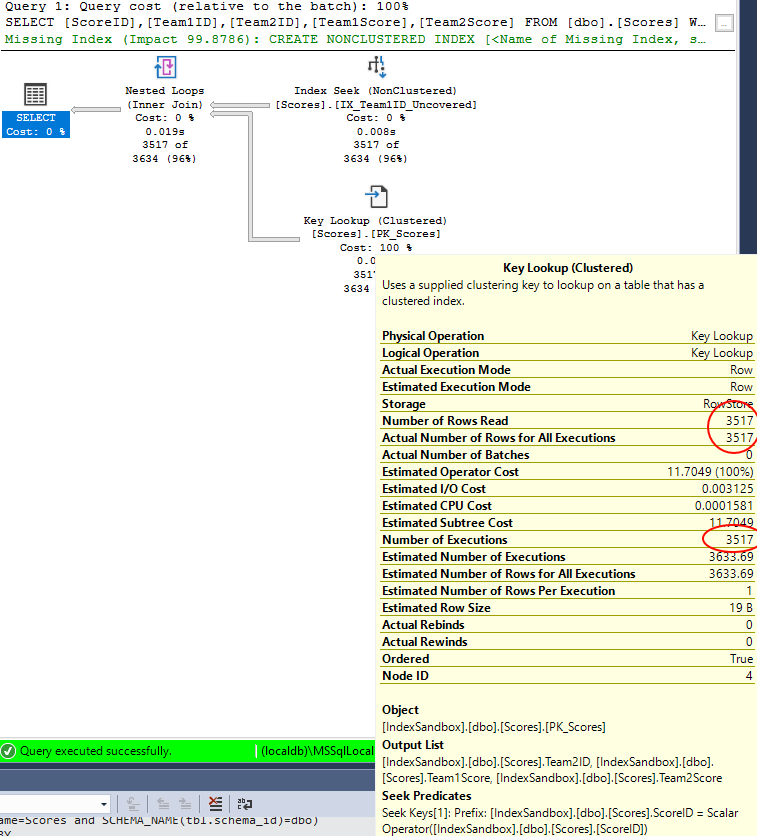 Query 1: Query cost (relative to the batch): 100%
SELECT [ScoreID],[Team1ID],[Team2ID],[Team1Score],[Team2Score] FROM [dbo].[Scores] W…
Missing Index (Impact 99.8786): CREATE NONCLUSTERED INDEX [<Name of Missing Index, s…
SELECT
Cost: 0 %
Nested Loops
(Inner Join)
Cost: 0 %
0.019s
3517 of
3634 (96%)
Index Seek (NonClustered)
[Scores].[IX_Team1ID_Uncovered]
Cost: 0 %
0.008s
3517 of
3634 (96%)
Key Lookup (Clustered)
[Scores].[PK_Scores]
Cost: 100 %
0.0
351
3634
Key Lookup (Clustered)
Uses a supplied clustering key to lookup on a table that has a
clustered index.
Physical Operation Key Lookup
Logical Operation Key Lookup
Actual Execution Mode Row
Estimated Execution Mode Row
Storage RowStore
Number of Rows Read 3517
Actual Number of Rows for All Executions 3517
Actual Number of Batches 0
Estimated Operator Cost 11.7049 (100%)
Estimated I/O Cost 0.003125
Estimated CPU Cost 0.0001581
Estimated Subtree Cost 11.7049
Number of Executions 3517
Estimated Number of Executions 3633.69
Estimated Number of Rows for All Executions 3633.69
Estimated Number of Rows Per Execution 1
Estimated Row Size 19 B
Actual Rebinds 0
Actual Rewinds 0
Ordered True
Node ID 4
Object
[IndexSandbox].[dbo].[Scores].[PK_Scores]
Output List
[IndexSandbox].[dbo].[Scores].Team2ID, [IndexSandbox].[dbo].
[Scores].Team1Score, [IndexSandbox].[dbo].[Scores].Team2Score
Seek Predicates
Seek Keys[1]: Prefix: [IndexSandbox].[dbo].[Scores].ScoreID = Scalar
Operator([IndexSandbox].[dbo].[Scores].[ScoreID])
Query executed successfully.
(localdb)\MSSqlLocal
ame=Scores and SCHEMA_NAME(tbl.schema_id)=dbo)